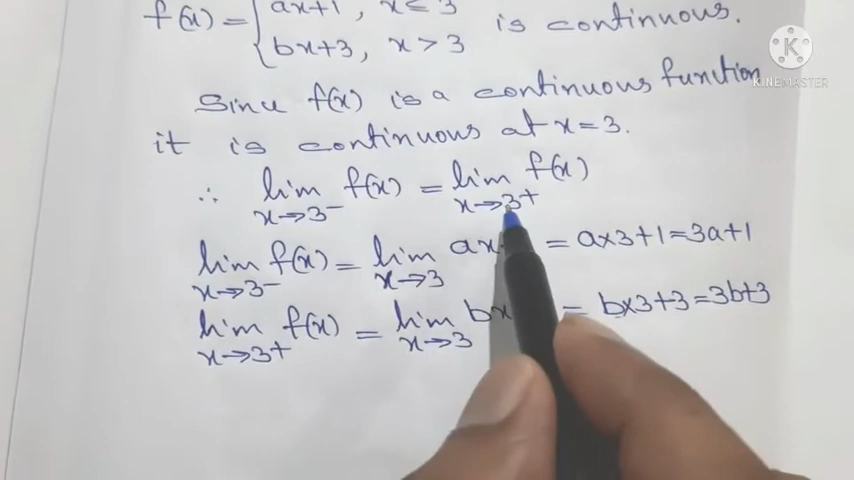 f(x) = { ax+1, x ≤ 3
bx+3, x > 3 is continuous.
K
KINEMASTER
Since f(x) is a continuous function
it is continuous at x = 3.
∴ lim x→3⁻ f(x) = lim x→3⁺ f(x)
lim x→3⁻ f(x) = lim x→3 ax = a×3+1 = 3a+1
lim x→3⁺ f(x) = lim x→3 bx = b×3+3 = 3b+3